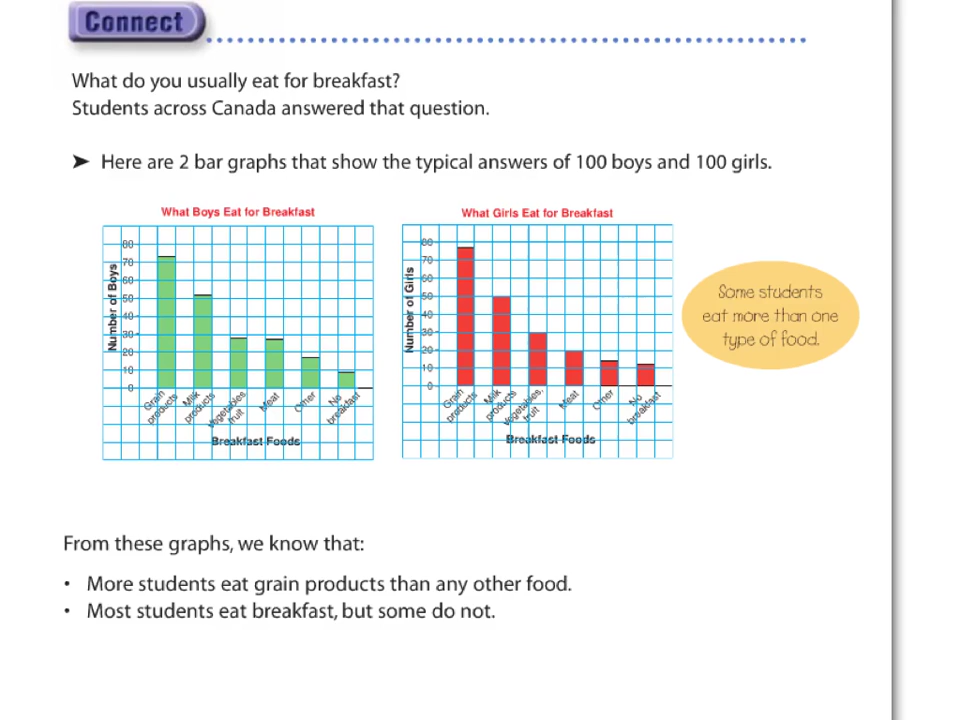 Connect
What do you usually eat for breakfast?
Students across Canada answered that question.
➤ Here are 2 bar graphs that show the typical answers of 100 boys and 100 girls.
What Boys Eat for Breakfast
Number of Boys
80
70
60
50
40
30
20
10
0
Grain products
Milk products
Vegetables, fruit
Meat
Other
No breakfast
Breakfast Foods
What Girls Eat for Breakfast
Number of Girls
80
70
60
50
40
30
20
10
0
Grain products
Milk products
Vegetables, fruit
Meat
Other
No breakfast
Breakfast Foods
Some students
eat more than one
type of food.
From these graphs, we know that:
• More students eat grain products than any other food.
• Most students eat breakfast, but some do not.